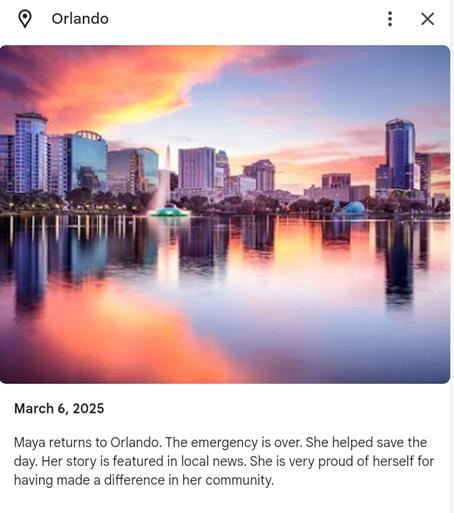 Orlando
March 6, 2025
Maya returns to Orlando. The emergency is over. She helped save the
day. Her story is featured in local news. She is very proud of herself for
having made a difference in her community.